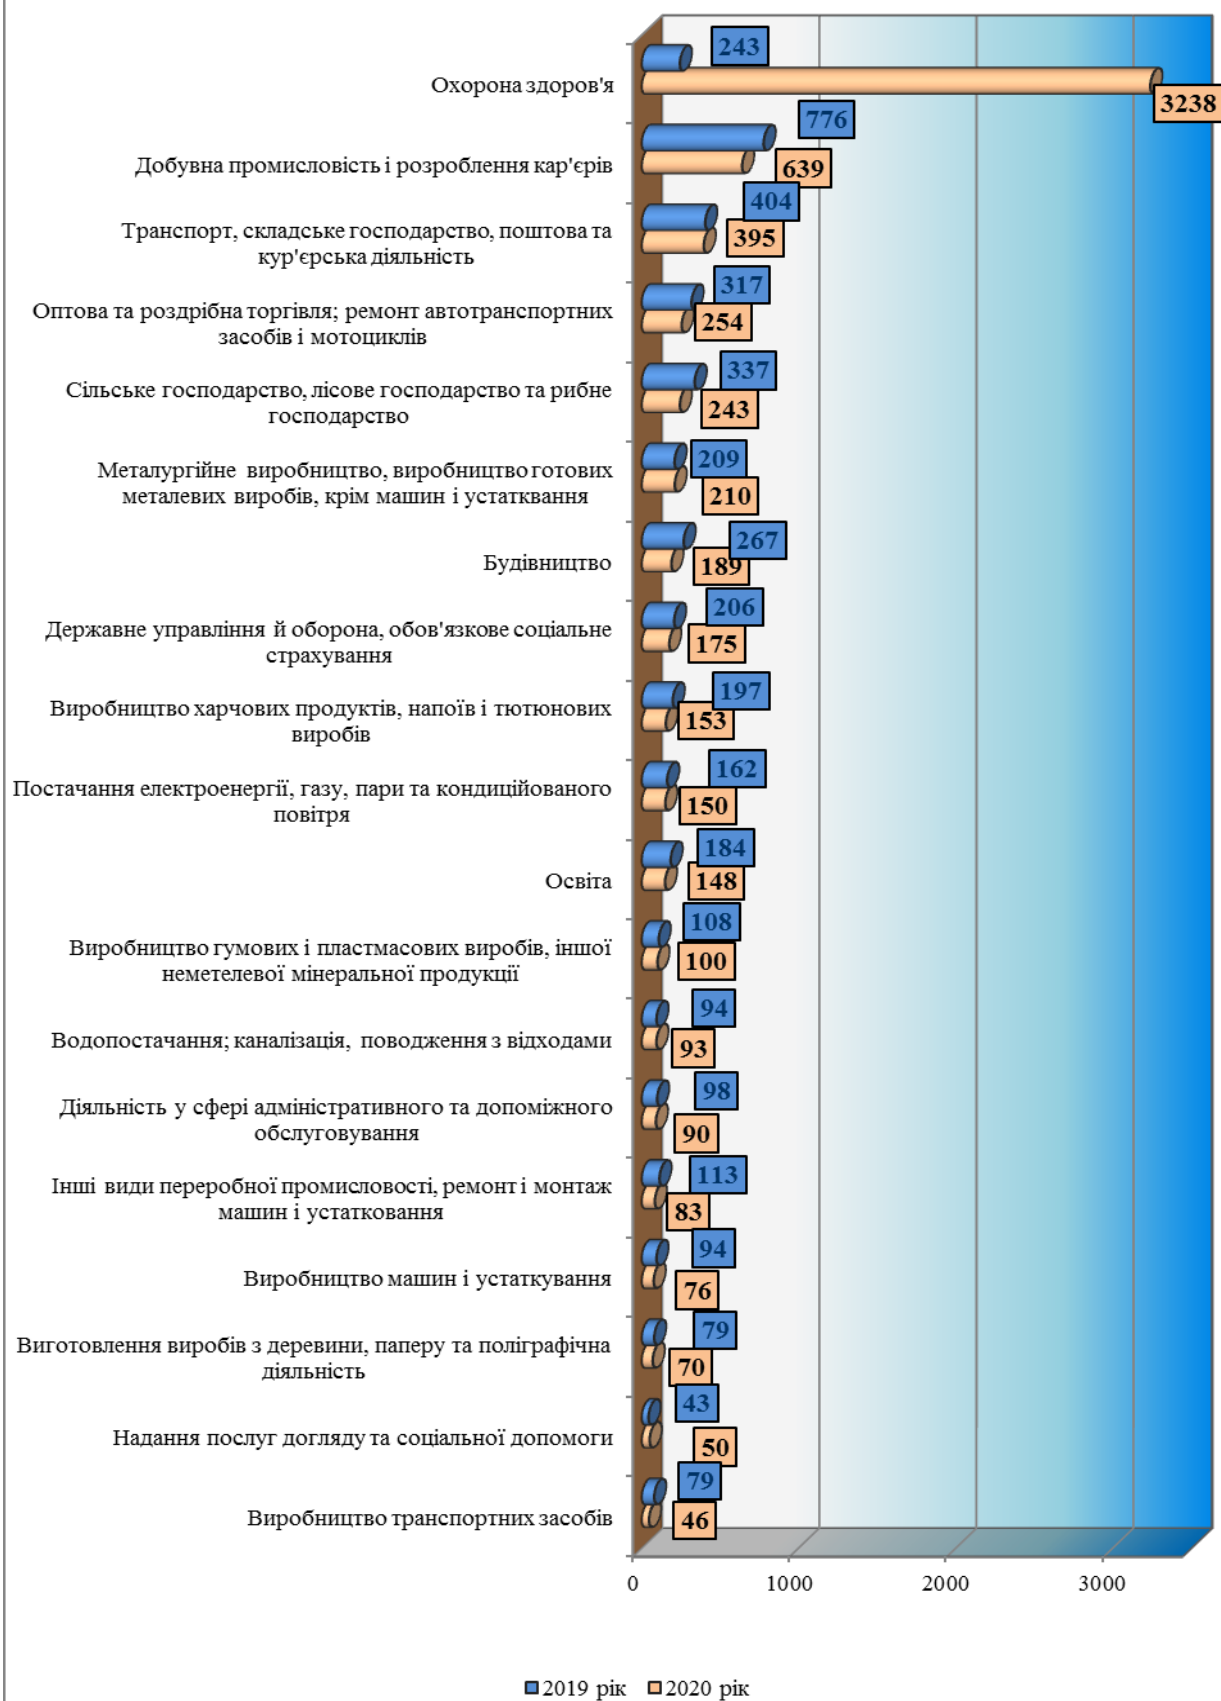 243
Охорона здоров'я
3238
776
Добувна промисловість і розроблення кар'єрів
639
404
Транспорт, складське господарство, поштова та
кур'єрська діяльність
395
317
Оптова та роздрібна торгівля; ремонт автотранспортних
засобів і мотоциклів
254
337
Сільське господарство, лісове господарство та рибне
господарство
243
209
Металургійне виробництво, виробництво готових
металевих виробів, крім машин і устатквання
210
267
Будівництво
189
206
Державне управління й оборона, обов'язкове соціальне
страхування
175
197
Виробництво харчових продуктів, напоїв і тютюнових
виробів
153
162
Постачання електроенергії, газу, пари та кондиційованого
повітря
150
184
Освіта
148
108
Виробництво гумових і пластмасових виробів, іншої
неметелевої мінеральної продукції
100
94
Водопостачання; каналізація, поводження з відходами
93
98
Діяльність у сфері адміністративного та допоміжного
обслуговування
90
113
Інші види переробної промисловості, ремонт і монтаж
машин і устатковання
83
94
Виробництво машин і устаткування
76
79
Виготовлення виробів з деревини, паперу та поліграфічна
діяльність
70
43
Надання послуг догляду та соціальної допомоги
50
79
Виробництво транспортних засобів
46
0 1000 2000 3000
2019 рік 2020 рік